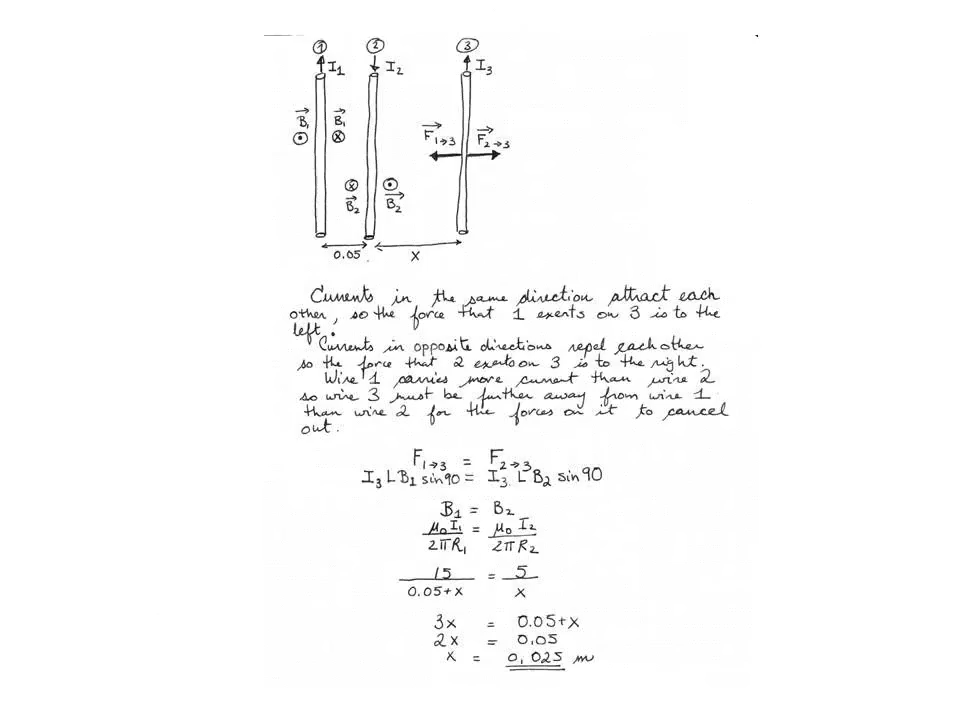 ① ② ③
I₁ I₂ I₃
B₁ B₁
F₁→₃ F₂→₃
B₂ B₂
0.05 x
Currents in the same direction attract each
other, so the force that 1 exerts on 3 is to the
left.
Currents in opposite directions repel each other
so the force that 2 exerts on 3 is to the right.
Wire 1 carries more current than wire 2
so wire 3 must be further away from wire 1
than wire 2 for the forces on it to cancel
out.
F₁→₃ = F₂→₃
I₃ L B₁ sin 90 = I₃ L B₂ sin 90
B₁ = B₂
μ₀ I₁ / 2πR₁ = μ₀ I₂ / 2πR₂
15 / 0.05+x = 5 / x
3x = 0.05+x
2x = 0.05
x = 0,025 m